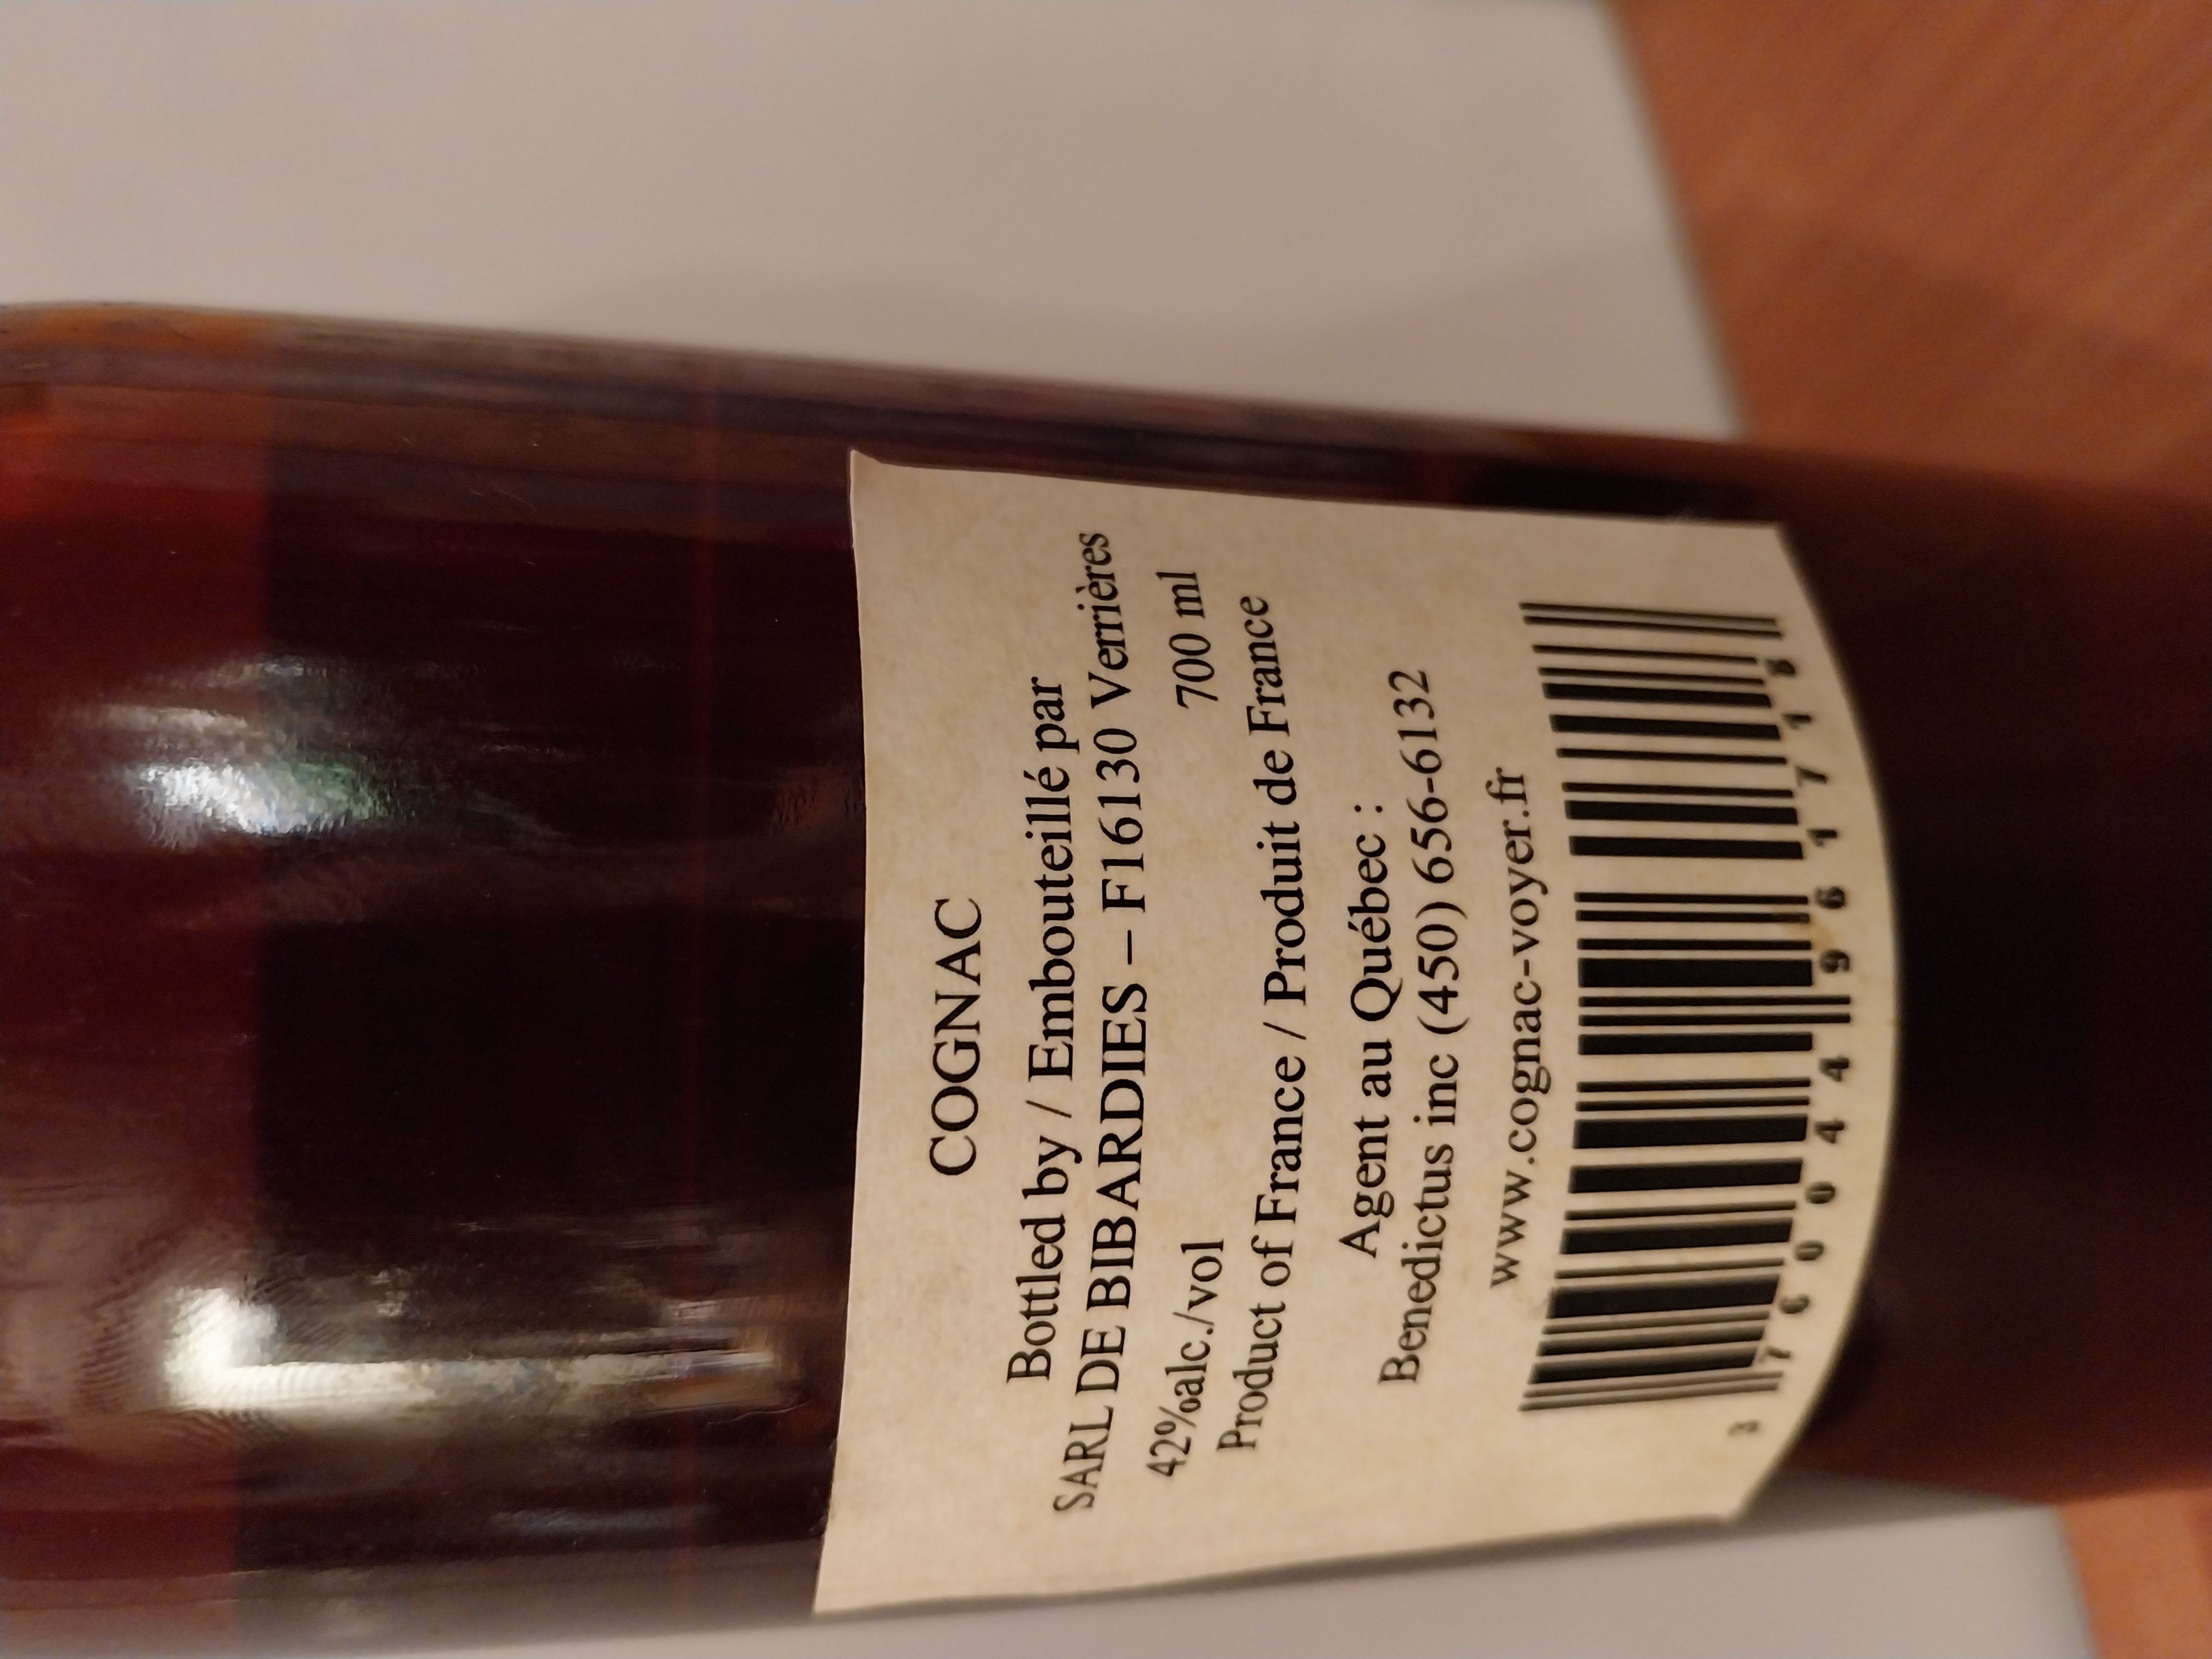 COGNAC
Bottled by / Embouteillé par
SARL DE BIBARDIES – F16130 Verrières
42%alc./vol 700 ml
Product of France / Produit de France
Agent au Québec :
Benedictus inc (450) 656-6132
www.cognac-voyer.fr
3 760044 961718